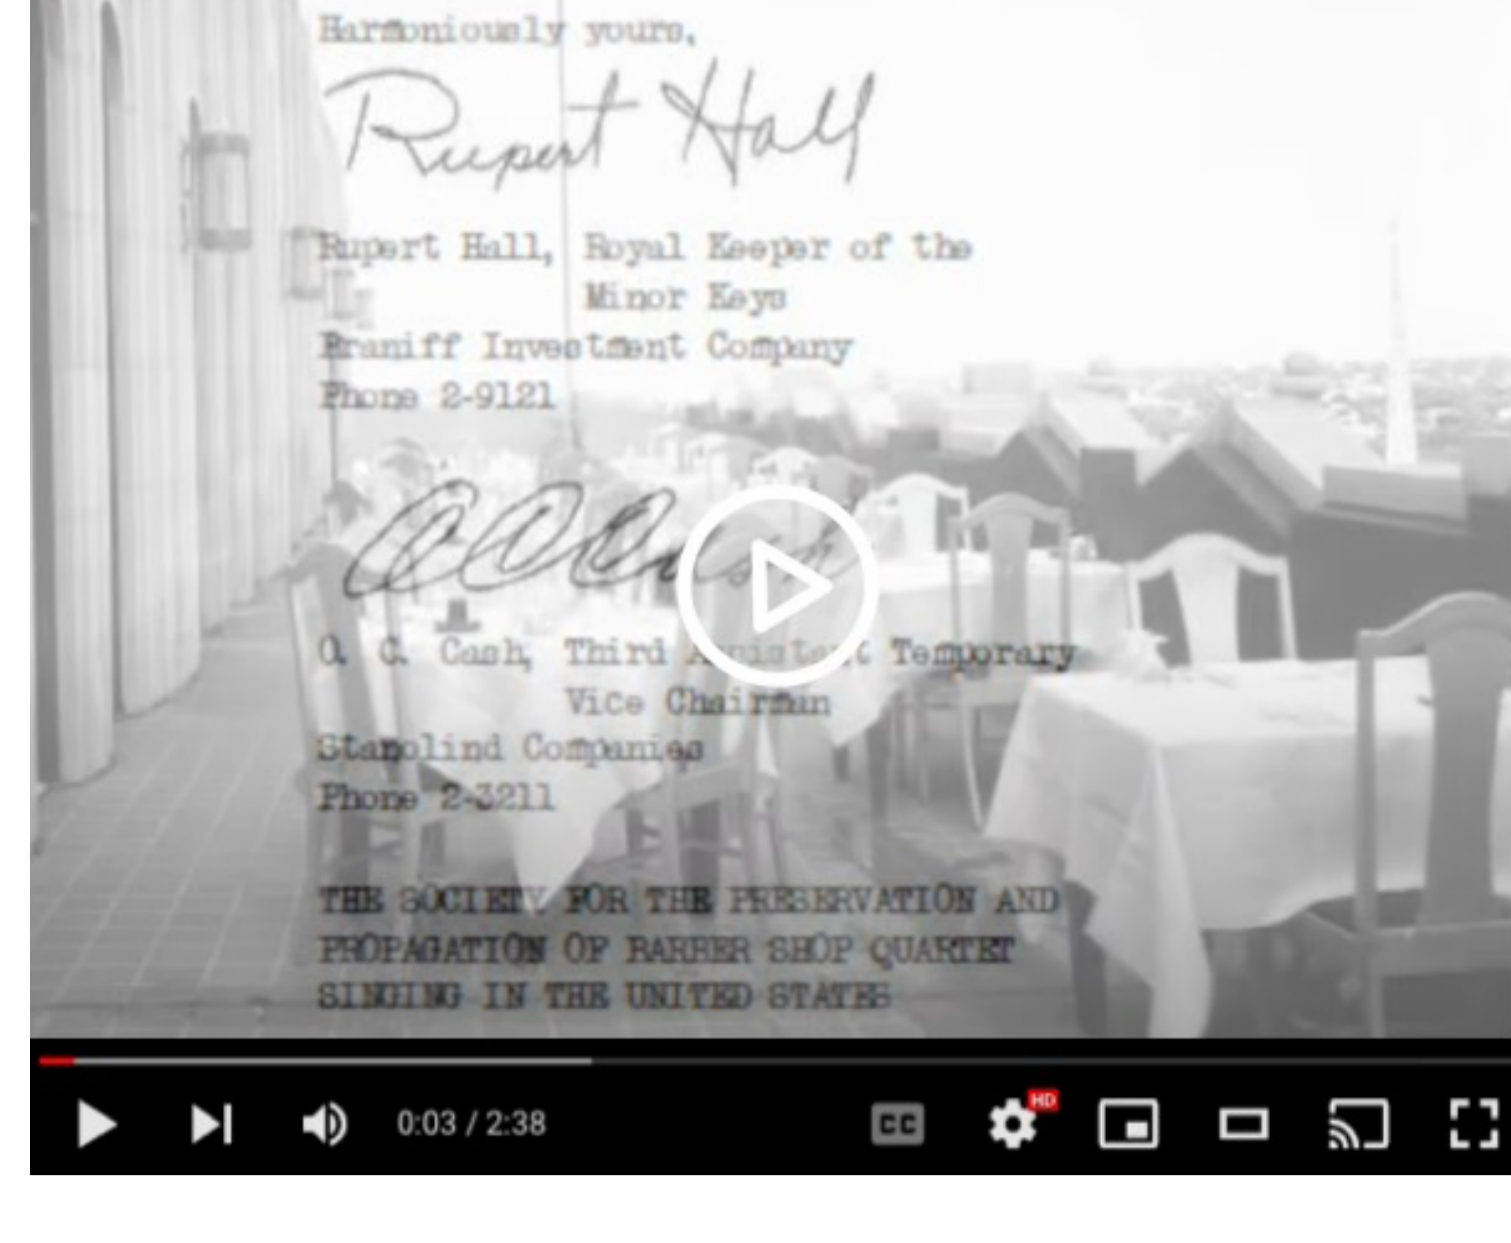 Harmoniously yours,
Rupert Hall
Rupert Hall, Royal Keeper of the
Minor Keys
Braniff Investment Company
Phone 2-9121
O. C. Cash
O. C. Cash, Third Assistant Temporary
Vice Chairman
Stanolind Companies
Phone 2-3211
THE SOCIETY FOR THE PRESERVATION AND
PROPAGATION OF BARBER SHOP QUARTET
SINGING IN THE UNITED STATES
0:03 / 2:38 CC HD